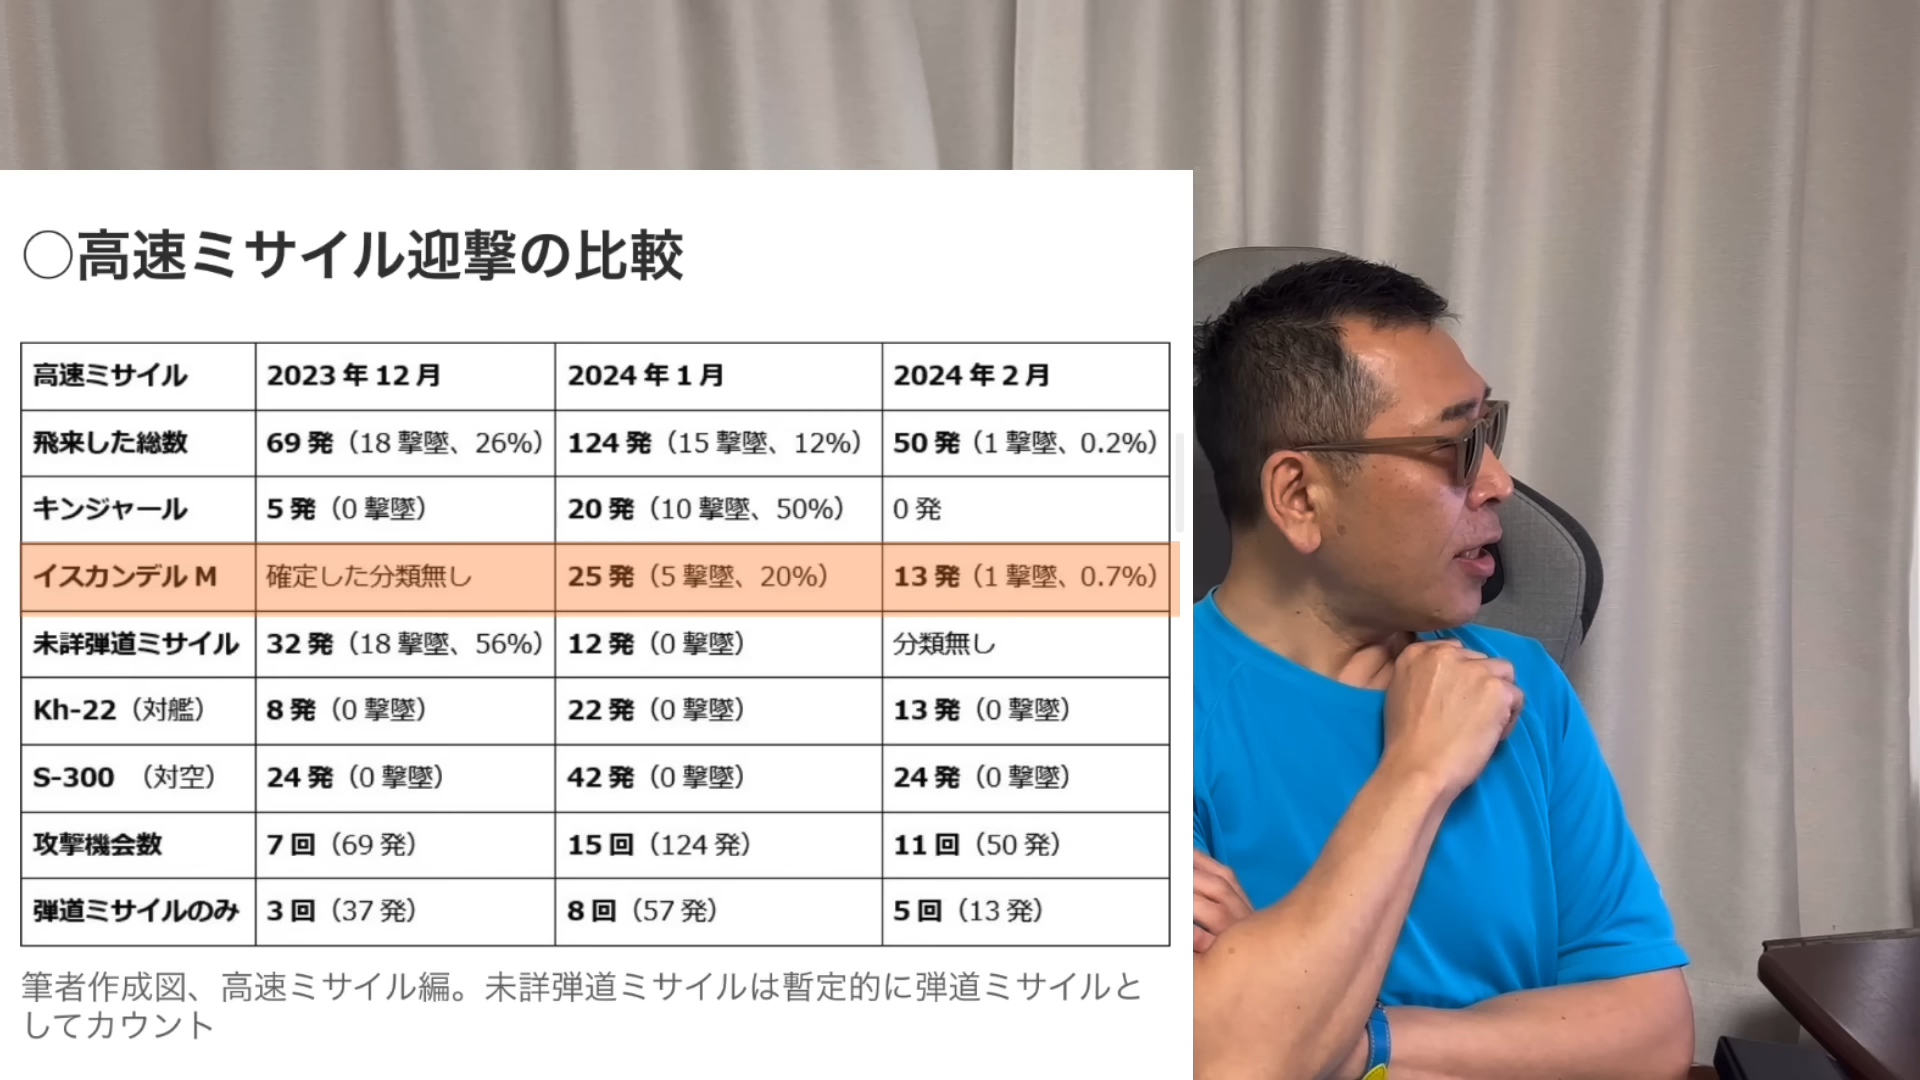 ○高速ミサイル迎撃の比較
高速ミサイル 2023年12月 2024年1月 2024年2月
飛来した総数 69発（18撃墜、26%） 124発（15撃墜、12%） 50発（1撃墜、0.2%）
キンジャール 5発（0撃墜） 20発（10撃墜、50%） 0発
イスカンデルM 確定した分類無し 25発（5撃墜、20%） 13発（1撃墜、0.7%）
未詳弾道ミサイル 32発（18撃墜、56%） 12発（0撃墜） 分類無し
Kh-22（対艦） 8発（0撃墜） 22発（0撃墜） 13発（0撃墜）
S-300 （対空） 24発（0撃墜） 42発（0撃墜） 24発（0撃墜）
攻撃機会数 7回（69発） 15回（124発） 11回（50発）
弾道ミサイルのみ 3回（37発） 8回（57発） 5回（13発）
筆者作成図、高速ミサイル編。未詳弾道ミサイルは暫定的に弾道ミサイルと
してカウント